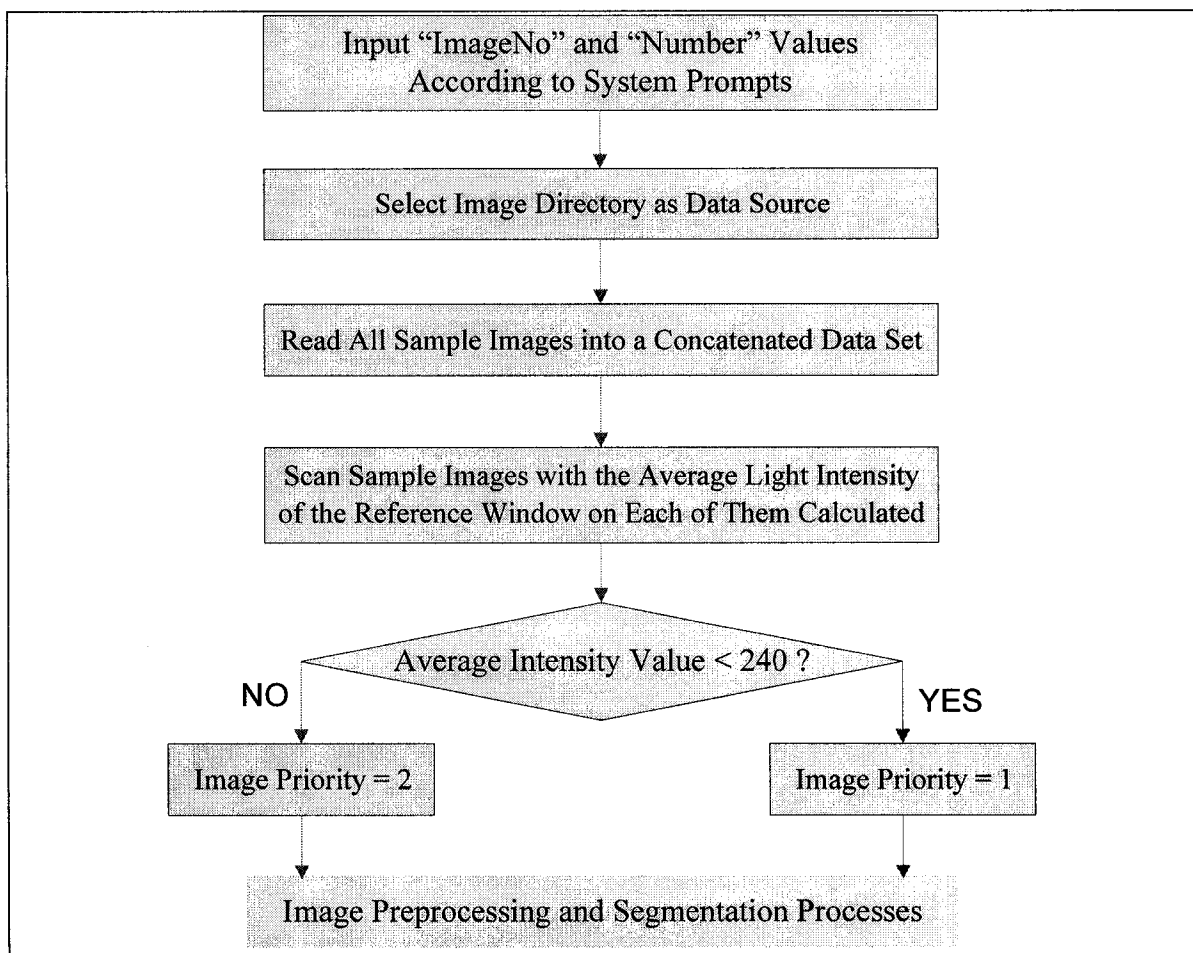 Input “ImageNo” and “Number” Values
According to System Prompts
Select Image Directory as Data Source
Read All Sample Images into a Concatenated Data Set
Scan Sample Images with the Average Light Intensity
of the Reference Window on Each of Them Calculated
Average Intensity Value < 240 ?
NO
YES
Image Priority = 2
Image Priority = 1
Image Preprocessing and Segmentation Processes